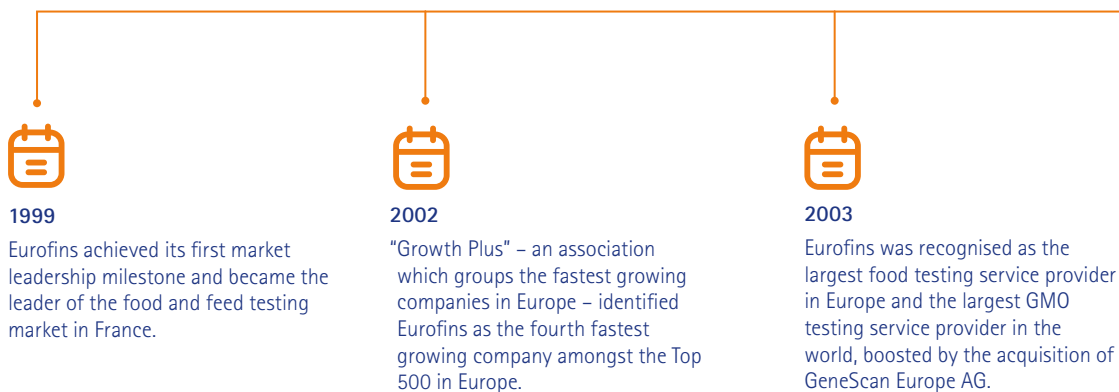 1999
Eurofins achieved its first market
leadership milestone and became the
leader of the food and feed testing
market in France.
2002
"Growth Plus" – an association
which groups the fastest growing
companies in Europe – identified
Eurofins as the fourth fastest
growing company amongst the Top
500 in Europe.
2003
Eurofins was recognised as the
largest food testing service provider
in Europe and the largest GMO
testing service provider in the
world, boosted by the acquisition of
GeneScan Europe AG.